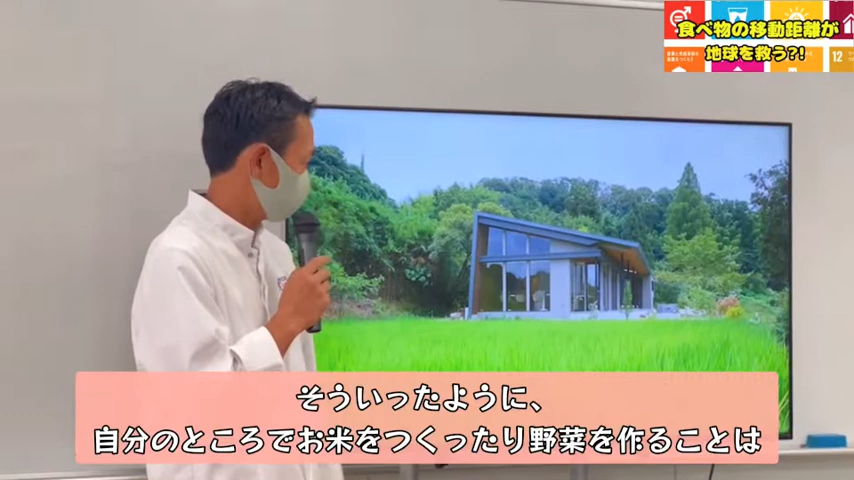 食べ物の移動距離が
地球を救う?!
12
そういったように、
自分のところでお米をつくったり野菜を作ることは